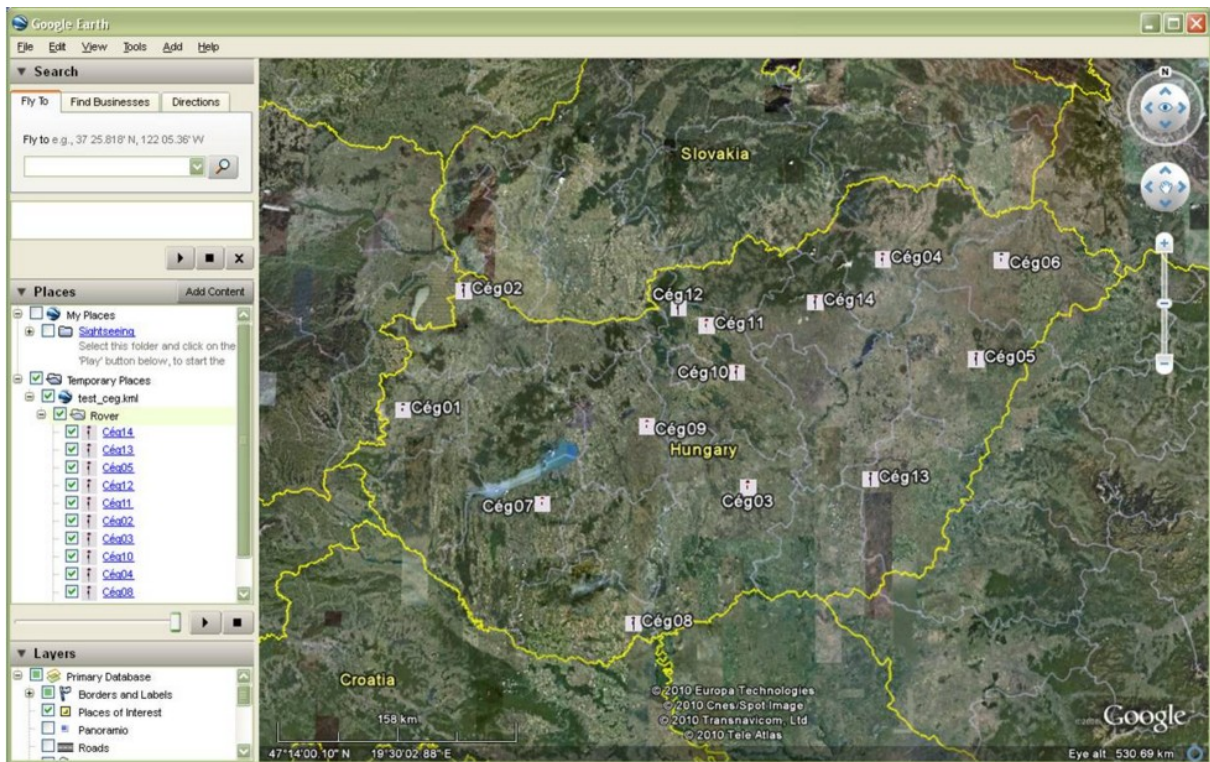 Google Earth
File Edit View Tools Add Help
Search
Fly To Find Businesses Directions
Fly to e.g., 37 25.818' N, 122 05.36' W
Places Add Content
My Places
Sightseeing
Select this folder and click on the
'Play' button below, to start the
Temporary Places
test_ceg.kml
Rover
Cég14
Cég13
Cég05
Cég12
Cég11
Cég02
Cég03
Cég10
Cég04
Cég08
Layers
Primary Database
Borders and Labels
Places of Interest
Panoramio
Roads
N
Slovakia
Cég04
Cég06
Cég02
Cég12
Cég14
Cég11
Cég05
Cég10
Cég01
Cég09
Hungary
Cég13
Cég07
Cég03
Cég08
Croatia
© 2010 Europa Technologies
© 2010 Cnes/Spot Image
© 2010 Transnavicom, Ltd
© 2010 Tele Atlas
158 km
Google
47°14'00.10" N 19°30'02.88" E
Eye alt 530.69 km